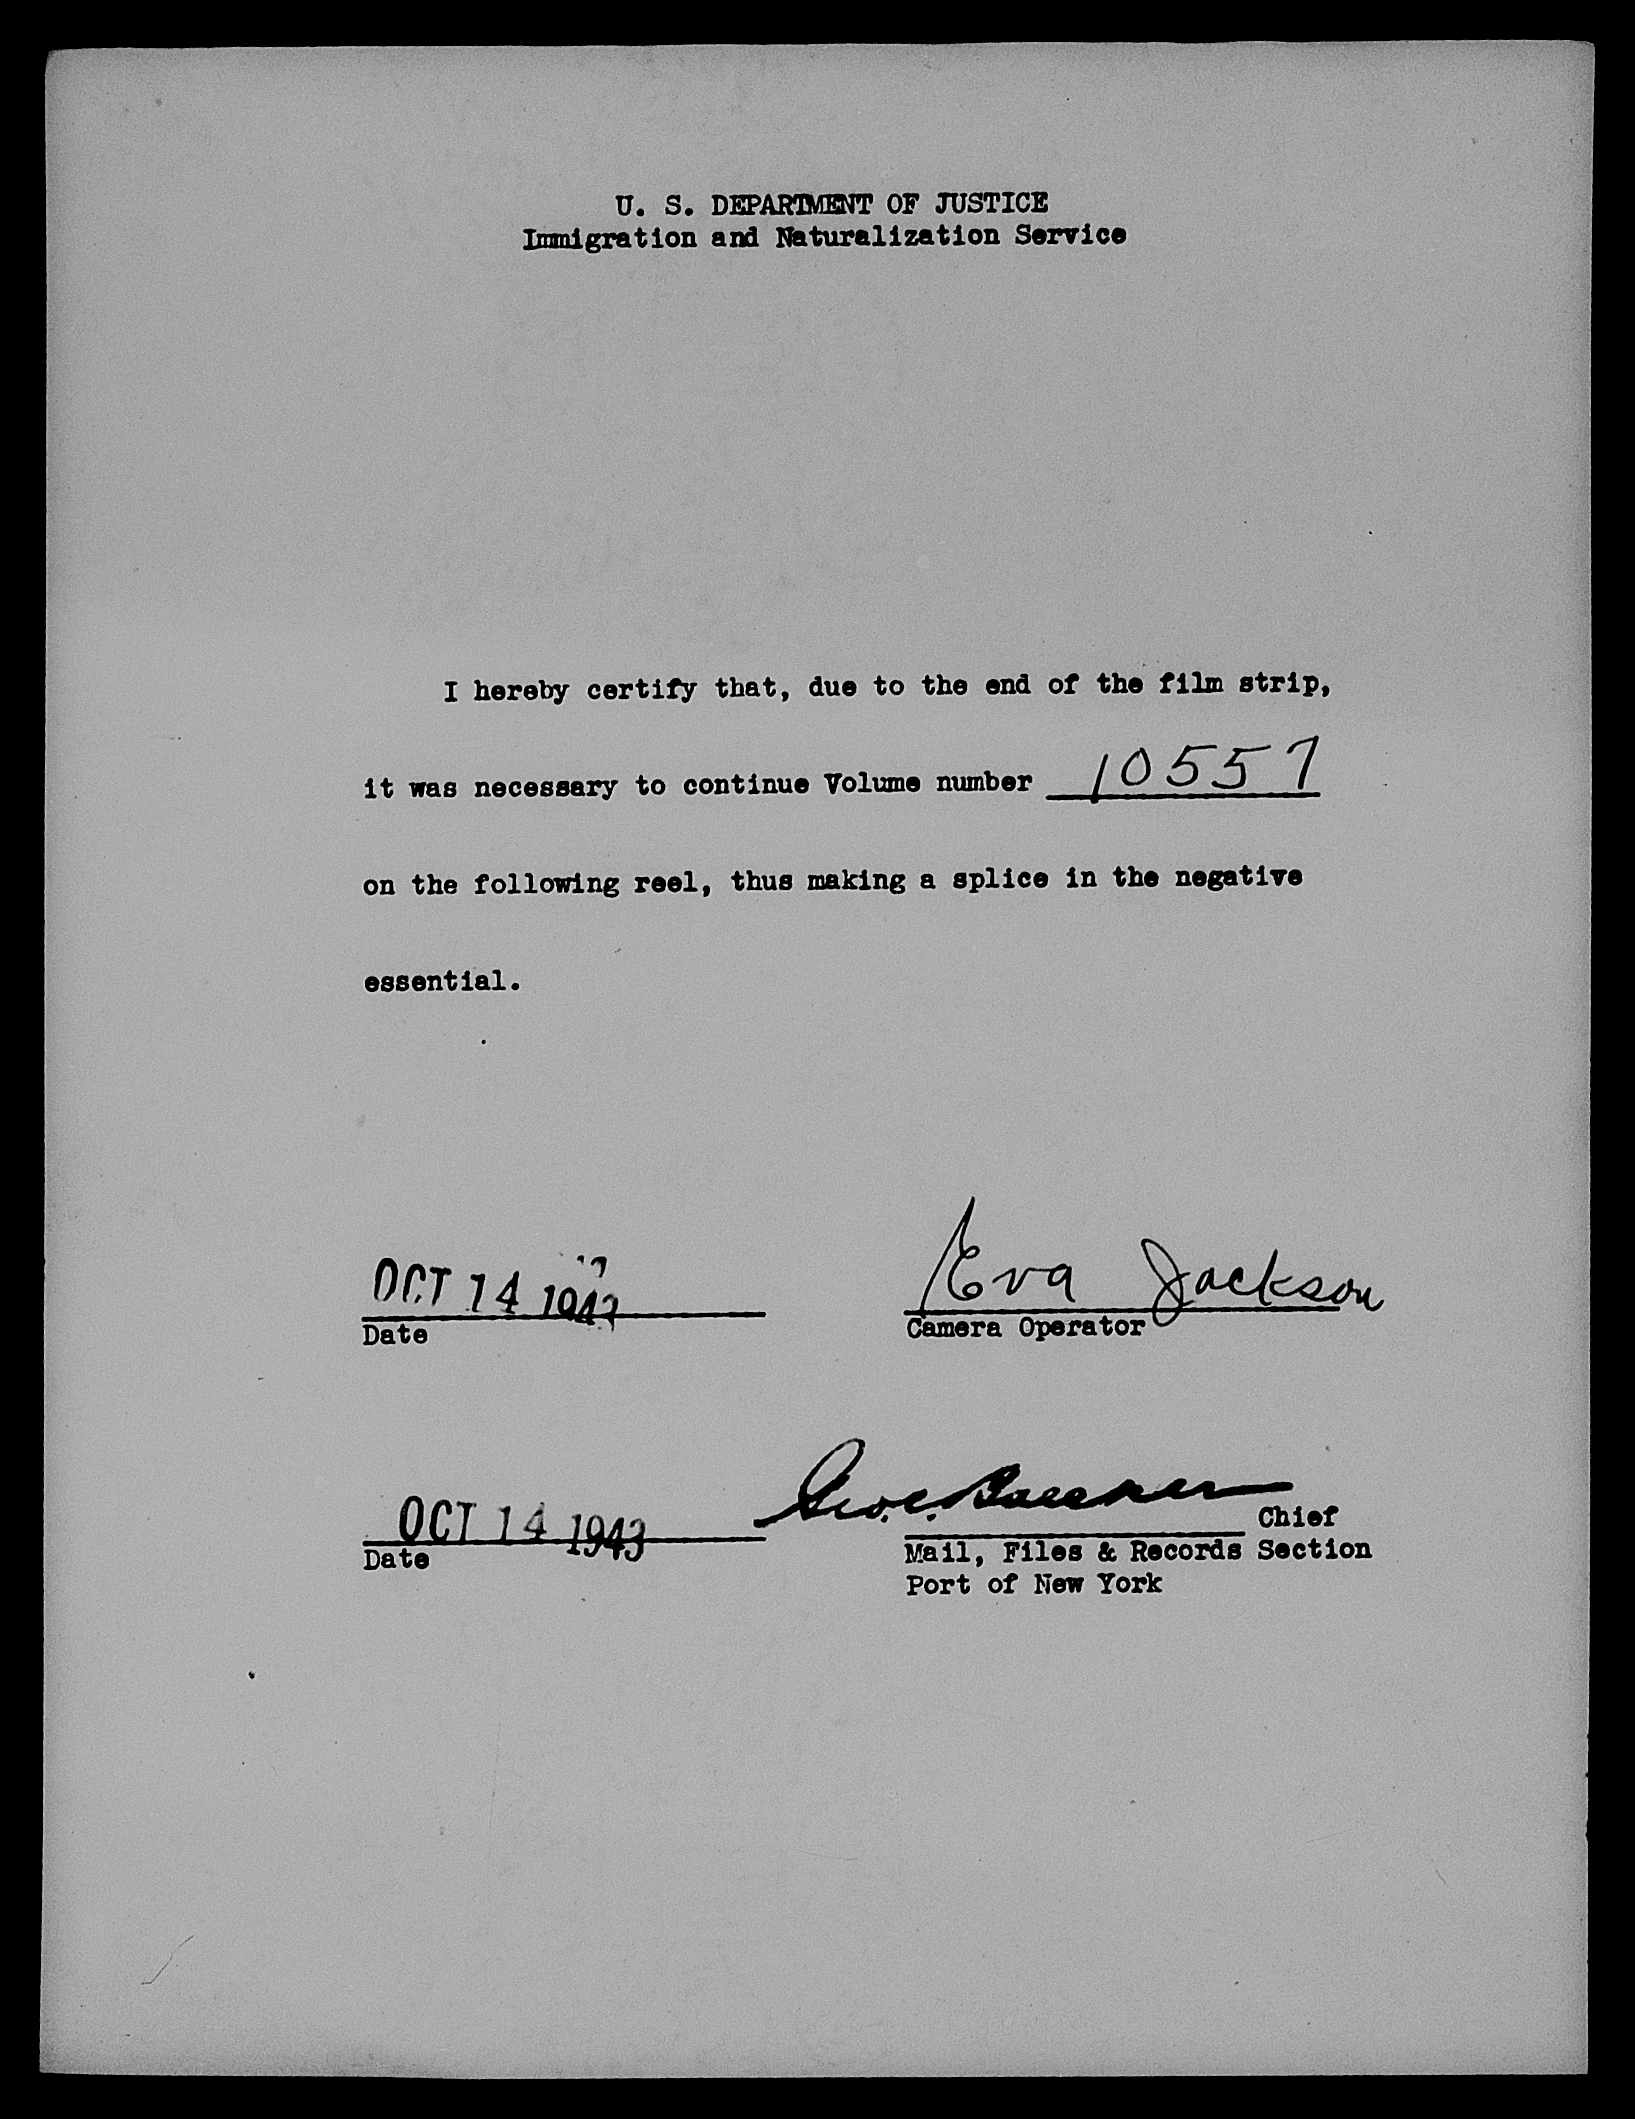 U. S. DEPARTMENT OF JUSTICE
Immigration and Naturalization Service
I hereby certify that, due to the end of the film strip,
it was necessary to continue Volume number 10557
on the following reel, thus making a splice in the negative
essential.
OCT 14 1943 Eva Jackson
Date Camera Operator
OCT 14 1943 Geo. C. Chief
Date Mail, Files & Records Section
Port of New York